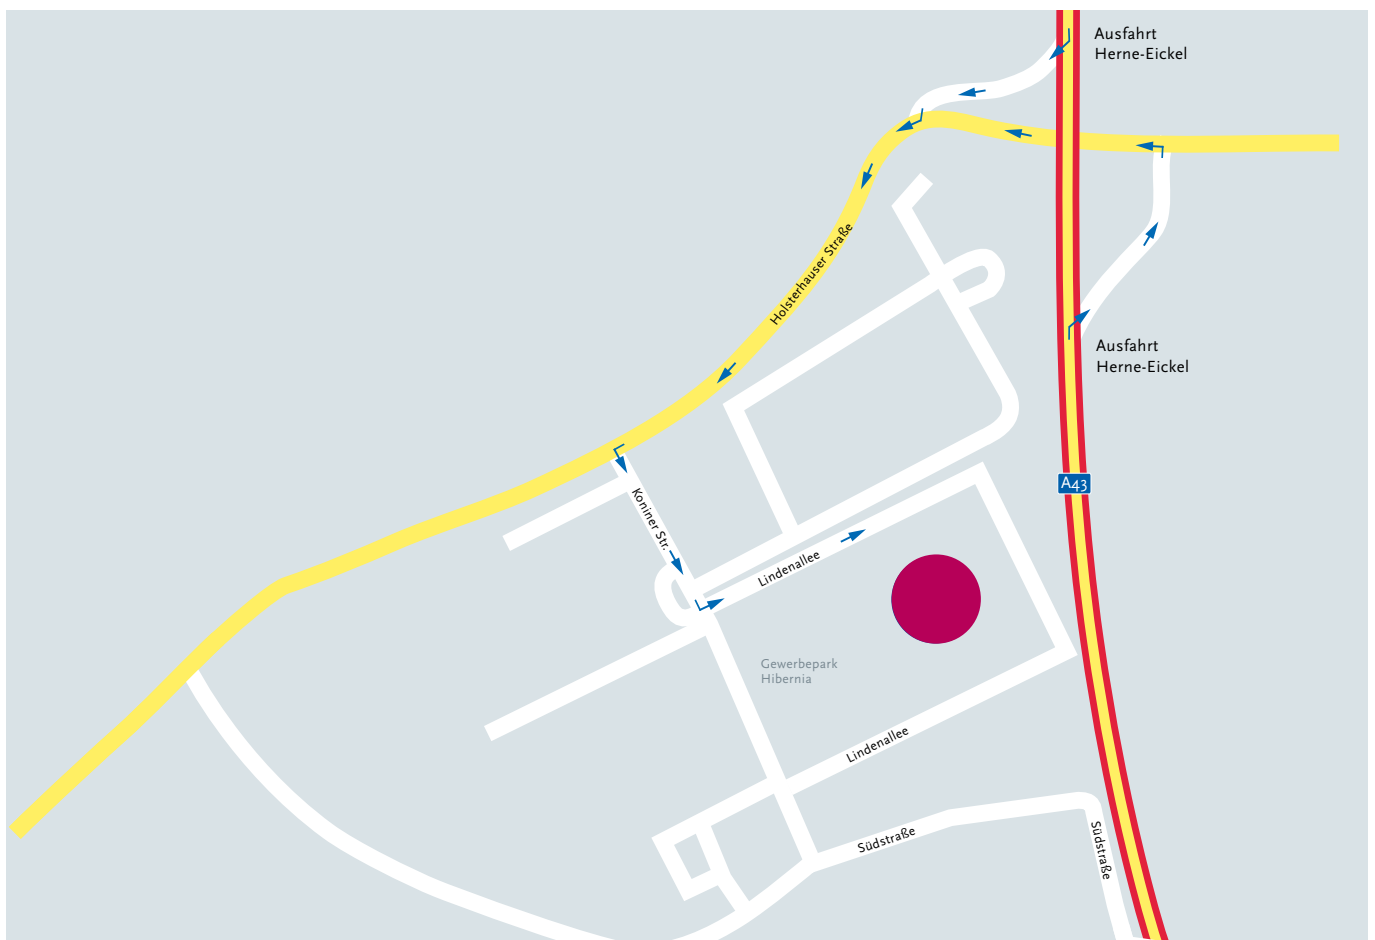 Ausfahrt
Herne-Eickel
Holsterhauser Straße
Ausfahrt
Herne-Eickel
A43
Koniner Str.
Lindenallee
Gewerbepark
Hibernia
Lindenallee
Südstraße
Südstraße